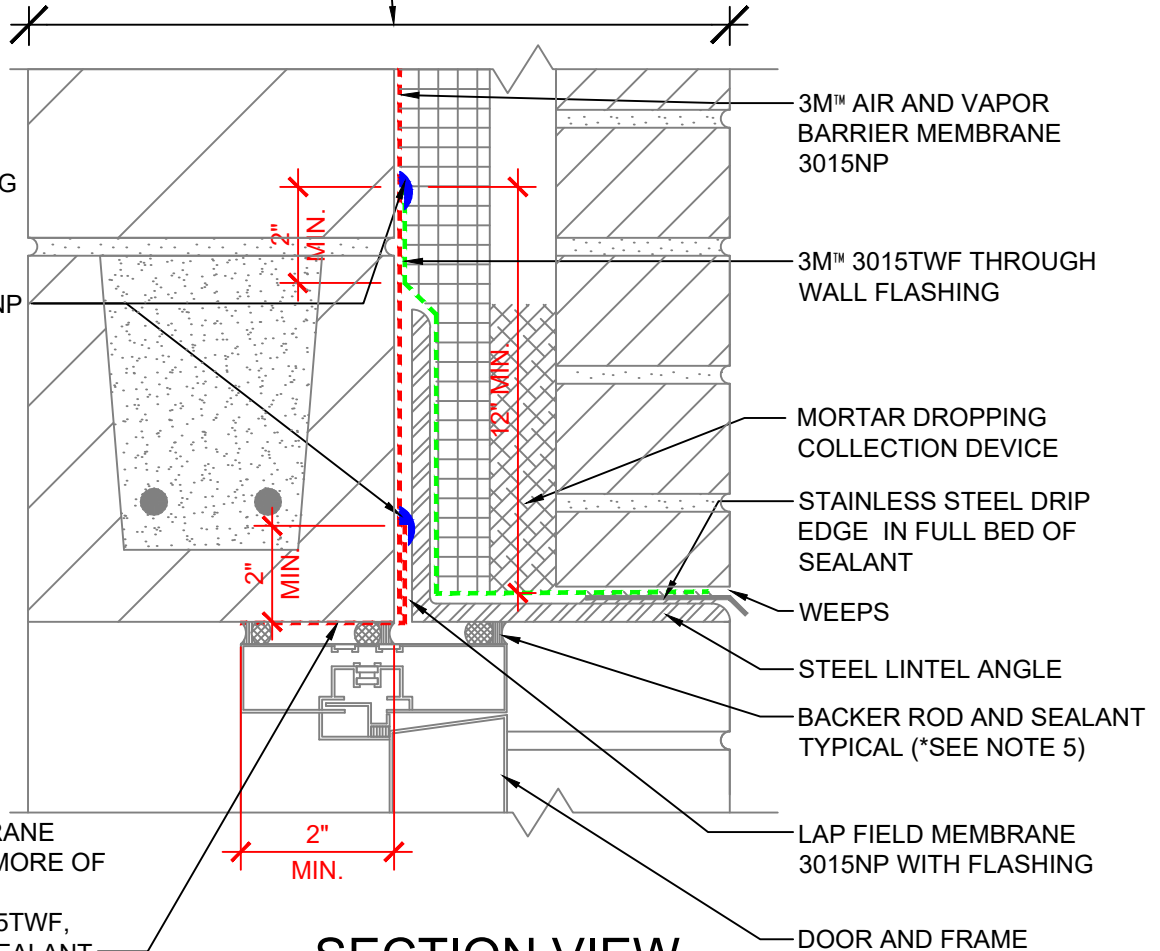 3M™ AIR AND VAPOR
BARRIER MEMBRANE
3015NP
G
2"
MIN.
3M™ 3015TWF THROUGH
WALL FLASHING
NP
12" MIN.
MORTAR DROPPING
COLLECTION DEVICE
STAINLESS STEEL DRIP
EDGE IN FULL BED OF
SEALANT
2"
MIN
WEEPS
STEEL LINTEL ANGLE
BACKER ROD AND SEALANT
TYPICAL (*SEE NOTE 5)
2"
MIN.
LAP FIELD MEMBRANE
3015NP WITH FLASHING
RANE
MORE OF
5TWF,
EALANT
SECTION VIEW
DOOR AND FRAME